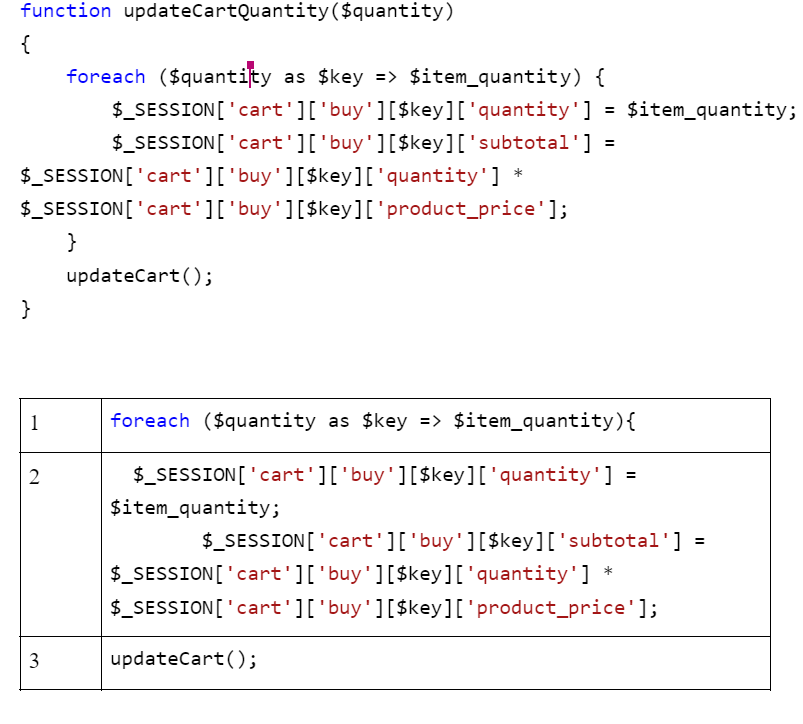 function updateCartQuantity($quantity)
{
    foreach ($quantity as $key => $item_quantity) {
        $_SESSION['cart']['buy'][$key]['quantity'] = $item_quantity;
        $_SESSION['cart']['buy'][$key]['subtotal'] =
$_SESSION['cart']['buy'][$key]['quantity'] *
$_SESSION['cart']['buy'][$key]['product_price'];
    }
    updateCart();
}
1 foreach ($quantity as $key => $item_quantity){
2   $_SESSION['cart']['buy'][$key]['quantity'] =
$item_quantity;
        $_SESSION['cart']['buy'][$key]['subtotal'] =
$_SESSION['cart']['buy'][$key]['quantity'] *
$_SESSION['cart']['buy'][$key]['product_price'];
3 updateCart();